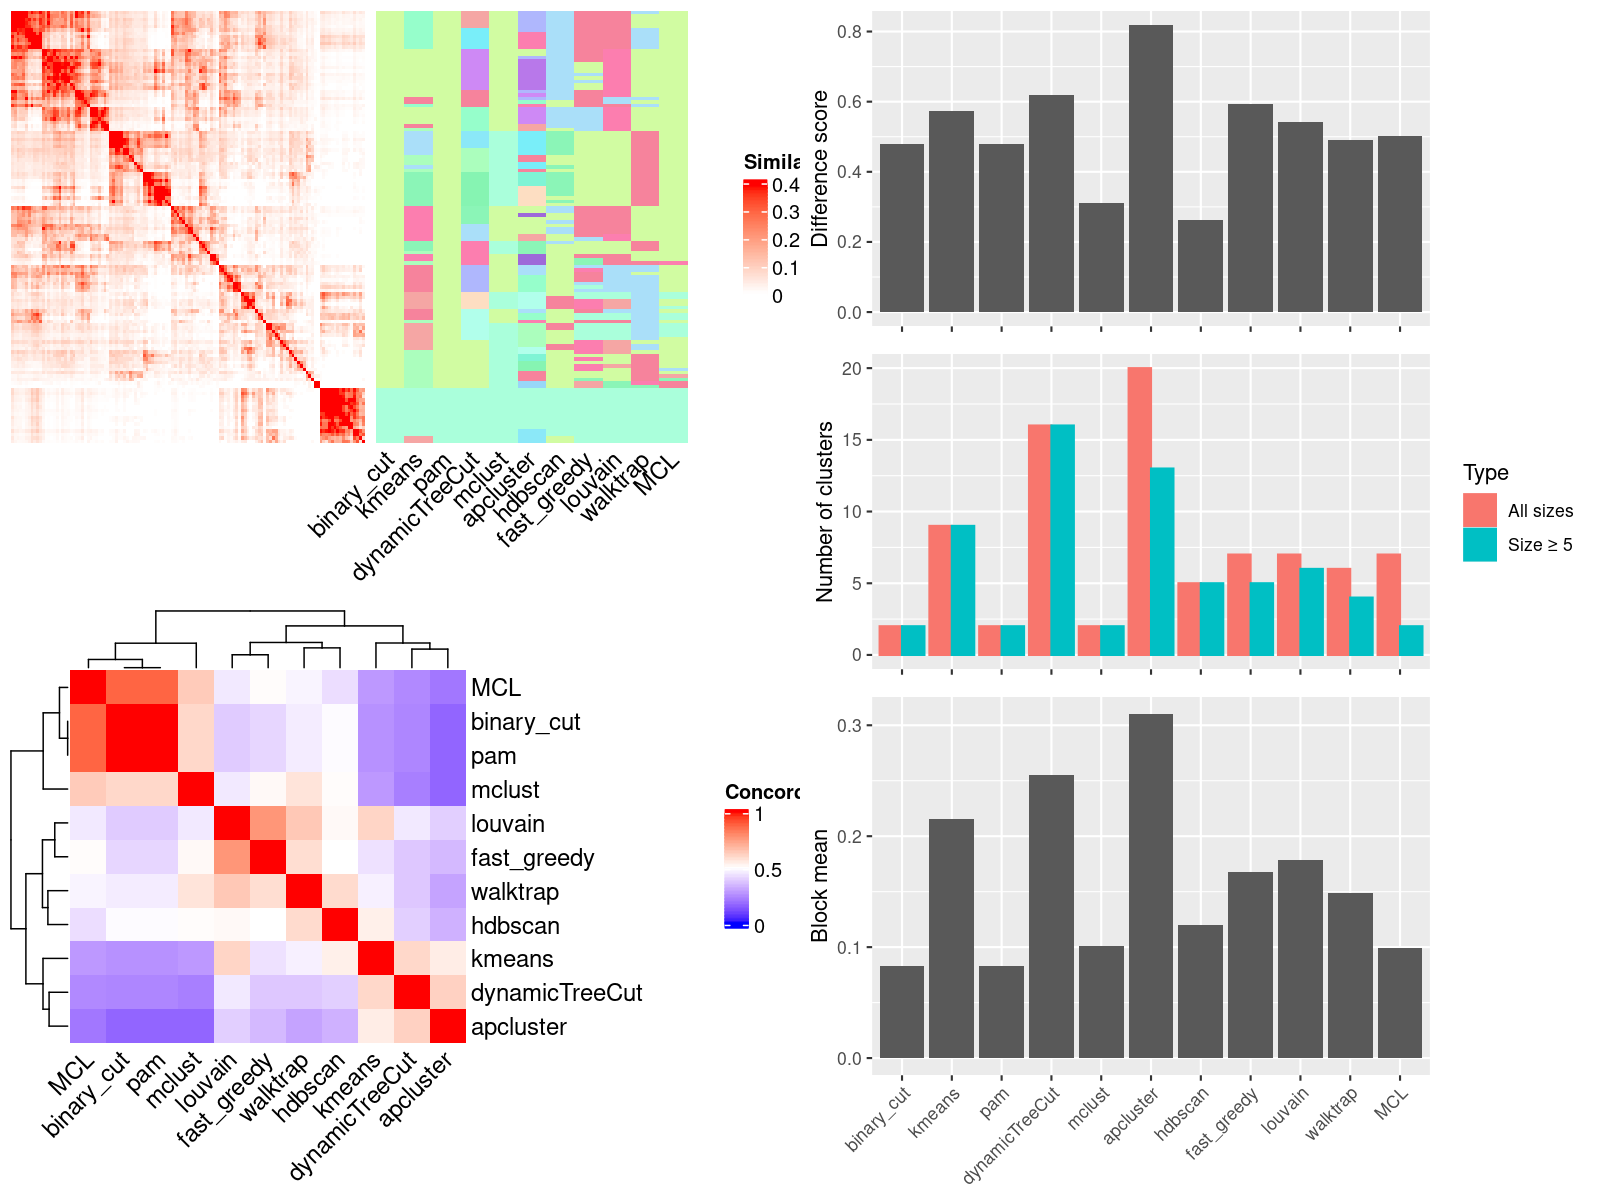 Simila
0.4
0.3
0.2
0.1
0
binary_cut
kmeans
pam
dynamicTreeCut
mclust
apcluster
hdbscan
fast_greedy
louvain
walktrap
MCL
MCL
binary_cut
pam
mclust
louvain
fast_greedy
walktrap
hdbscan
kmeans
dynamicTreeCut
apcluster
MCL
binary_cut
pam
mclust
louvain
fast_greedy
walktrap
hdbscan
kmeans
dynamicTreeCut
apcluster
Concord
1
0.5
0
Difference score
0.8
0.6
0.4
0.2
0.0
Number of clusters
20
15
10
5
0
Type
All sizes
Size ≥ 5
Block mean
0.3
0.2
0.1
0.0
binary_cut
kmeans
pam
dynamicTreeCut
mclust
apcluster
hdbscan
fast_greedy
louvain
walktrap
MCL